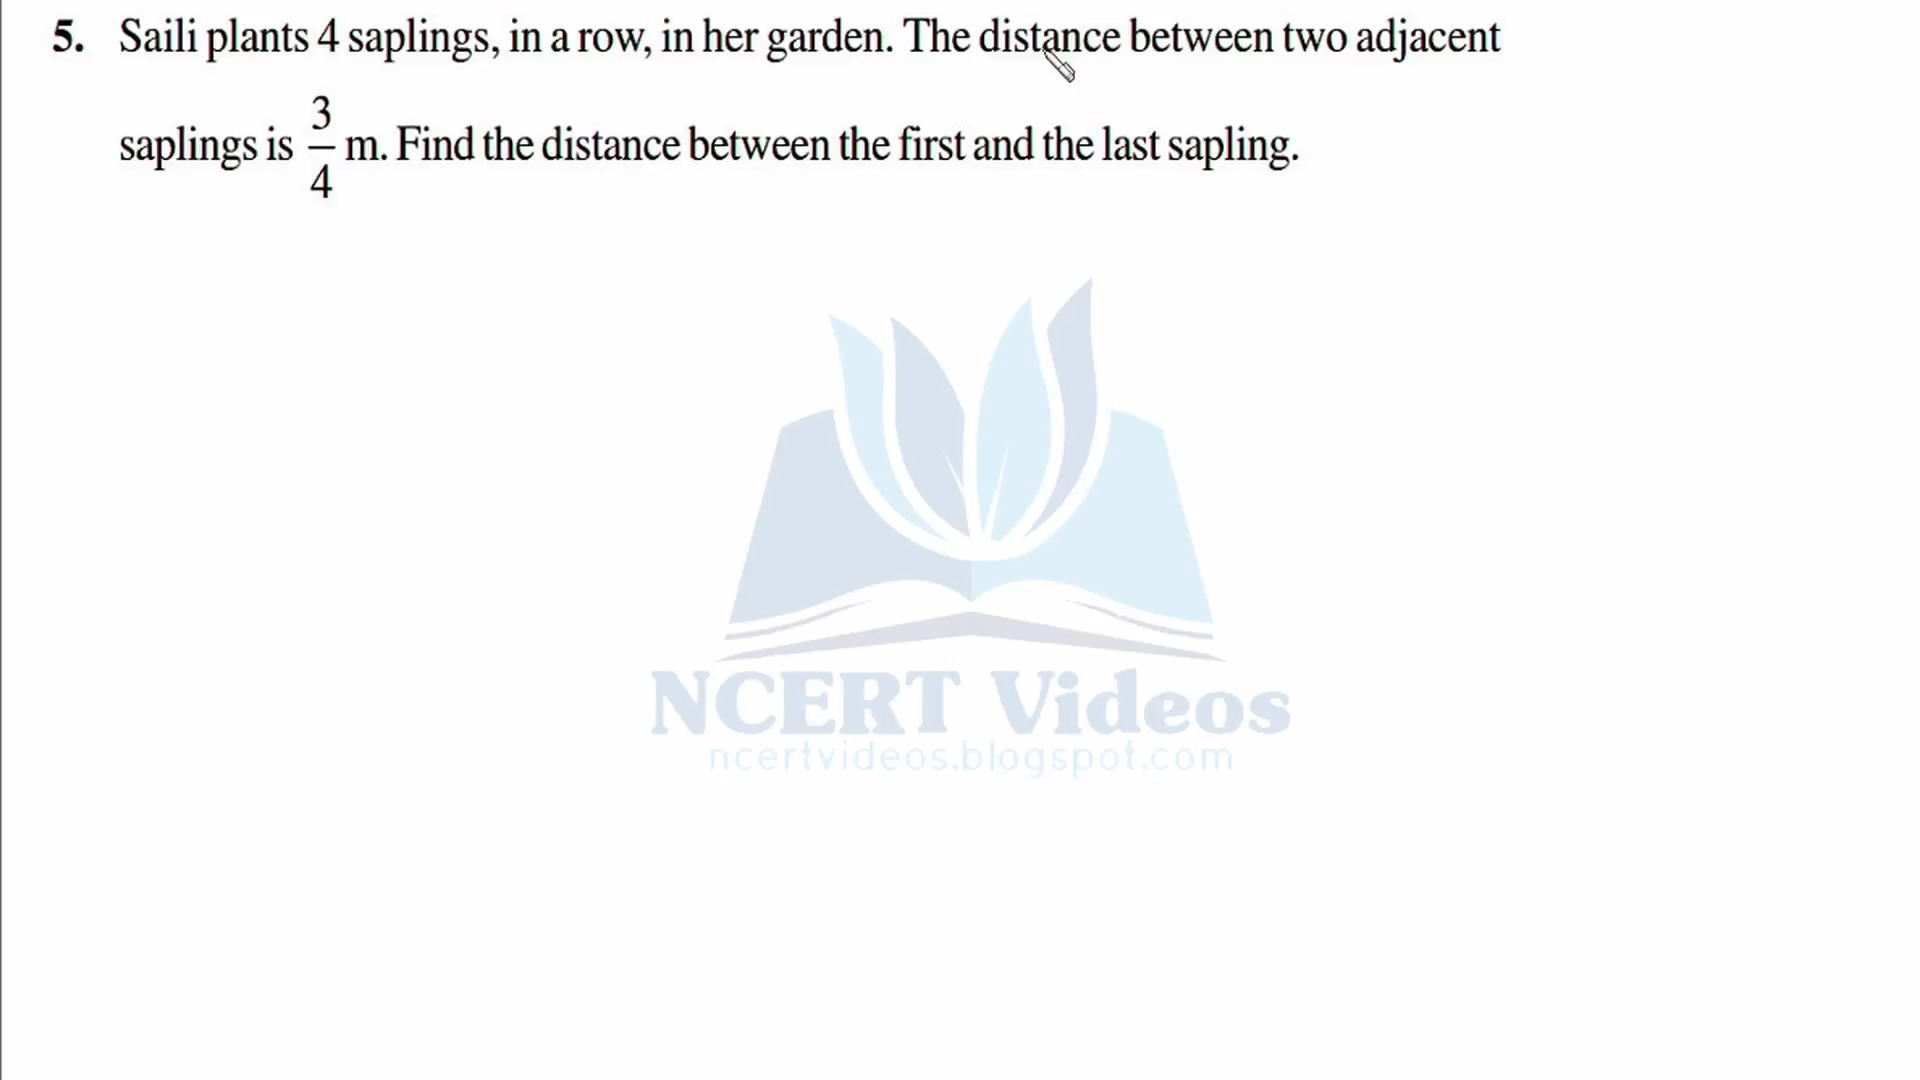 5. Saili plants 4 saplings, in a row, in her garden. The distance between two adjacent
saplings is 3/4 m. Find the distance between the first and the last sapling.
NCERT Videos
ncertvideos.blogspot.com